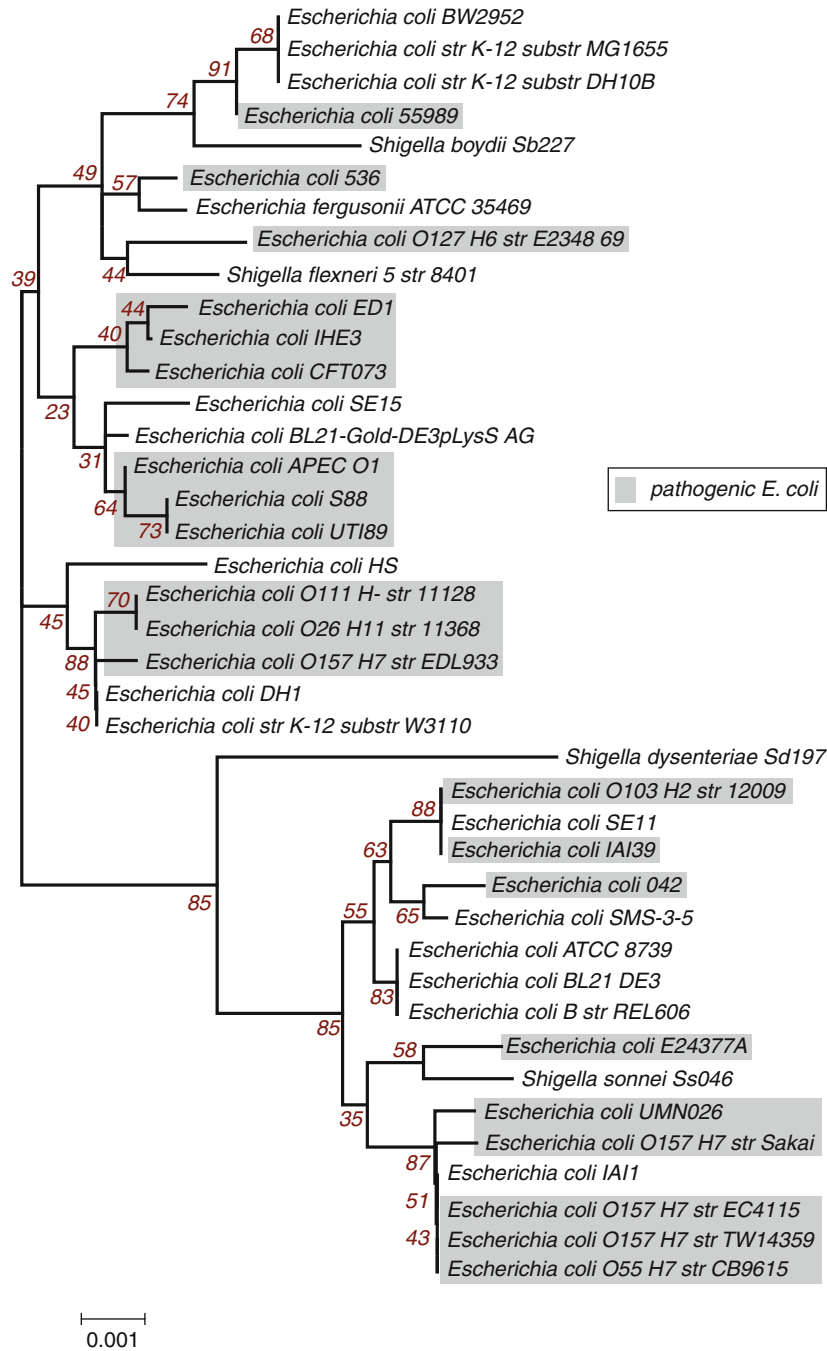 Escherichia coli BW2952
68
Escherichia coli str K-12 substr MG1655
91
Escherichia coli str K-12 substr DH10B
74
Escherichia coli 55989
Shigella boydii Sb227
49
57
Escherichia coli 536
Escherichia fergusonii ATCC 35469
Escherichia coli O127 H6 str E2348 69
44
Shigella flexneri 5 str 8401
39
44
Escherichia coli ED1
40
Escherichia coli IHE3
Escherichia coli CFT073
23
Escherichia coli SE15
Escherichia coli BL21-Gold-DE3pLysS AG
31
Escherichia coli APEC O1
64
Escherichia coli S88
73
Escherichia coli UTI89
pathogenic E. coli
Escherichia coli HS
45
70
Escherichia coli O111 H- str 11128
Escherichia coli O26 H11 str 11368
88
Escherichia coli O157 H7 str EDL933
45
Escherichia coli DH1
40
Escherichia coli str K-12 substr W3110
Shigella dysenteriae Sd197
85
88
Escherichia coli O103 H2 str 12009
Escherichia coli SE11
63
Escherichia coli IAI39
55
Escherichia coli 042
65
Escherichia coli SMS-3-5
Escherichia coli ATCC 8739
83
Escherichia coli BL21 DE3
Escherichia coli B str REL606
85
58
Escherichia coli E24377A
Shigella sonnei Ss046
35
Escherichia coli UMN026
Escherichia coli O157 H7 str Sakai
87
Escherichia coli IAI1
51
Escherichia coli O157 H7 str EC4115
43
Escherichia coli O157 H7 str TW14359
Escherichia coli O55 H7 str CB9615
0.001